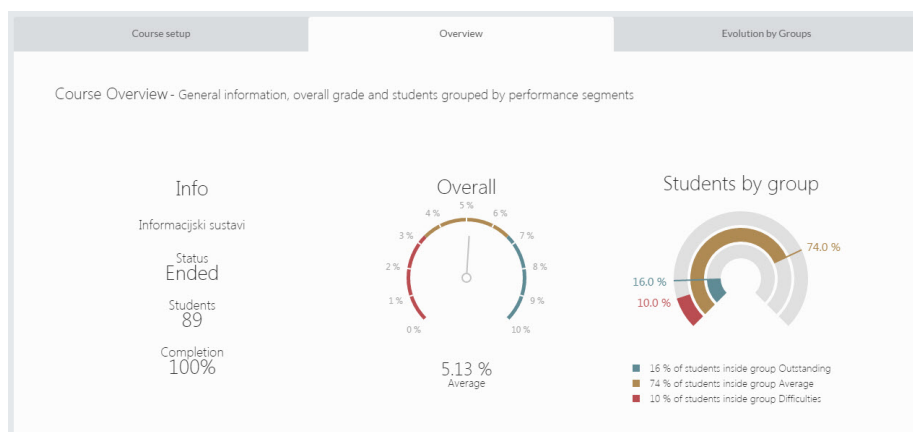 Course setup
Overview
Evolution by Groups
Course Overview - General information, overall grade and students grouped by performance segments
Info
Informacijski sustavi
Status
Ended
Students
89
Completion
100%
Overall
0 %
1 %
2 %
3 %
4 %
5 %
6 %
7 %
8 %
9 %
10 %
5.13 %
Average
Students by group
74.0 %
16.0 %
10.0 %
16 % of students inside group Outstanding
74 % of students inside group Average
10 % of students inside group Difficulties